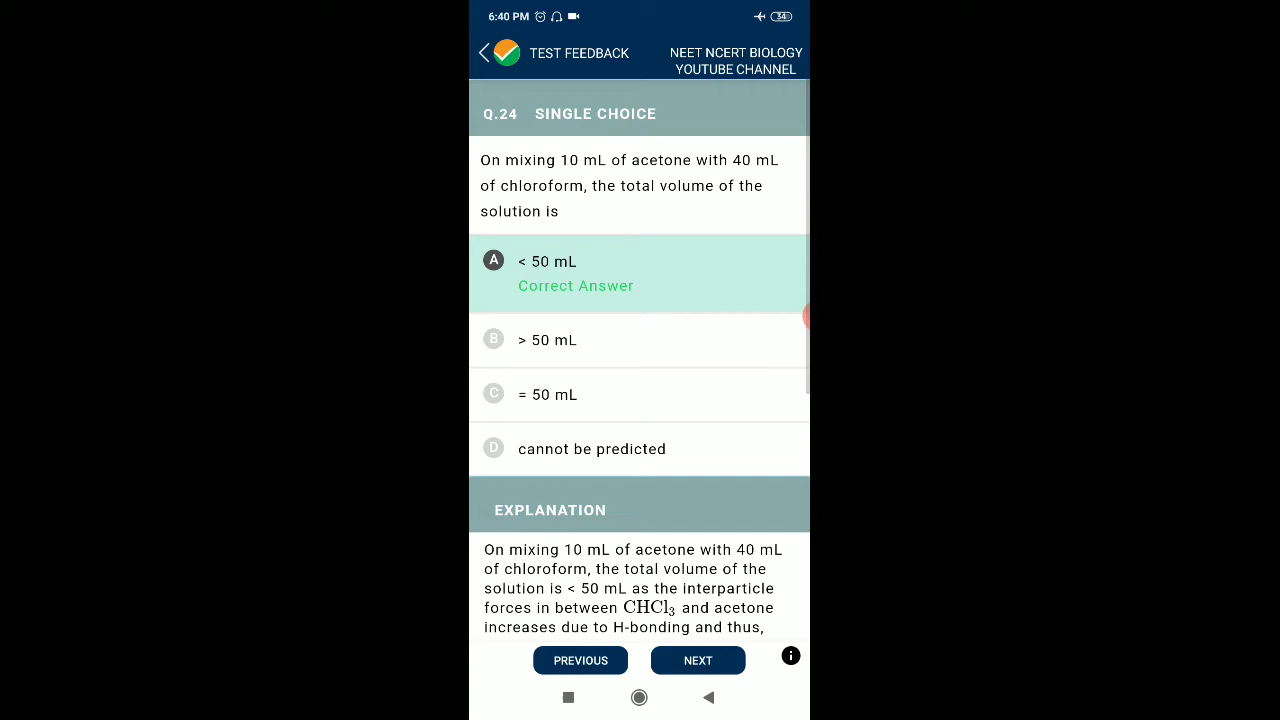 6:40 PM 34
TEST FEEDBACK
NEET NCERT BIOLOGY
YOUTUBE CHANNEL
Q.24 SINGLE CHOICE
On mixing 10 mL of acetone with 40 mL
of chloroform, the total volume of the
solution is
A < 50 mL
Correct Answer
B > 50 mL
C = 50 mL
D cannot be predicted
EXPLANATION
On mixing 10 mL of acetone with 40 mL
of chloroform, the total volume of the
solution is < 50 mL as the interparticle
forces in between CHCl₃ and acetone
increases due to H-bonding and thus,
PREVIOUS NEXT i